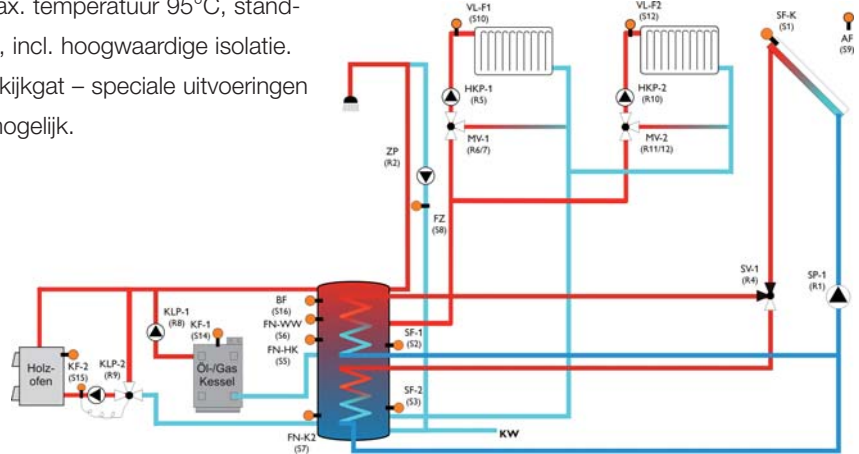 ax. temperatuur 95°C, stand-
, incl. hoogwaardige isolatie.
kijkgat – speciale uitvoeringen
ogelijk.
VL-F1
(S10)
VL-F2
(S12)
SF-K
(S1)
AF
(S9)
HKP-1
(R5)
HKP-2
(R10)
MV-1
(R6/7)
MV-2
(R11/12)
ZP
(R2)
FZ
(S8)
SV-1
(R4)
SP-1
(R1)
KLP-1
(R8)
KF-1
(S14)
BF
(S16)
FN-WW
(S6)
FN-HK
(S5)
SF-1
(S2)
Holz-
ofen
KF-2
(S15)
KLP-2
(R9)
Öl-/Gas
Kessel
SF-2
(S3)
FN-K2
(S7)
KW